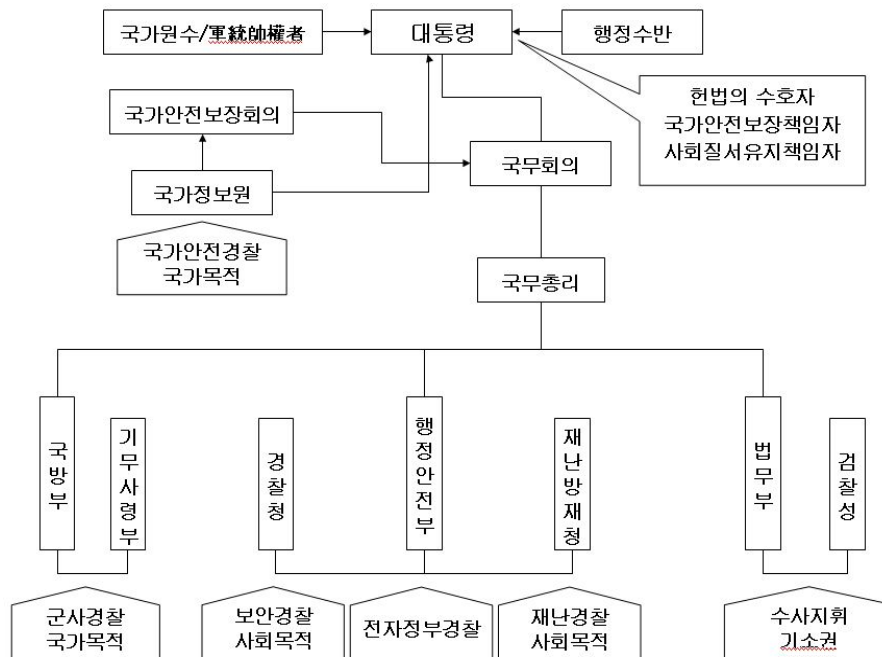 국가원수/軍統帥權者
대통령
행정수반
헌법의 수호자
국가안전보장책임자
사회질서유지책임자
국가안전보장회의
국무회의
국가정보원
국가안전경찰
국가목적
국무총리
국방부
기무사령부
경찰청
행정안전부
재난방재청
법무부
검찰성
군사경찰
국가목적
보안경찰
사회목적
전자정부경찰
재난경찰
사회목적
수사지휘
기소권